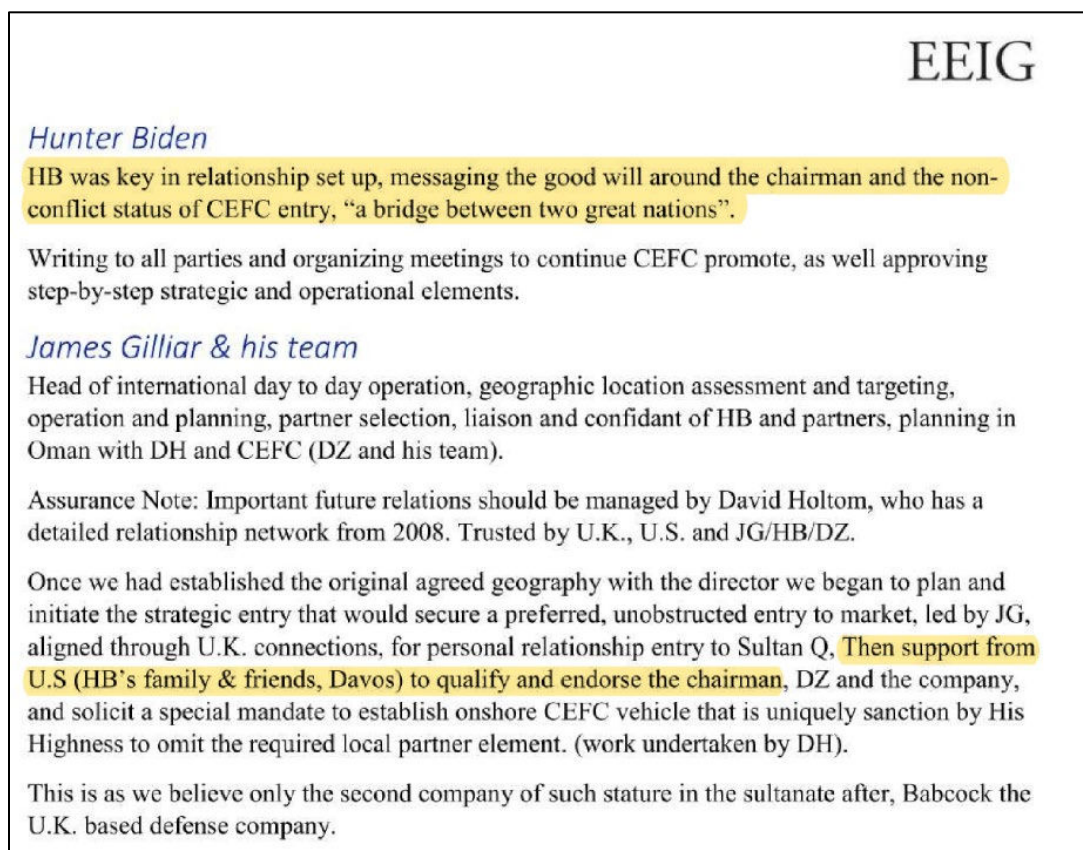 EEIG
Hunter Biden
HB was key in relationship set up, messaging the good will around the chairman and the non-
conflict status of CEFC entry, “a bridge between two great nations”.
Writing to all parties and organizing meetings to continue CEFC promote, as well approving
step-by-step strategic and operational elements.
James Gilliar & his team
Head of international day to day operation, geographic location assessment and targeting,
operation and planning, partner selection, liaison and confidant of HB and partners, planning in
Oman with DH and CEFC (DZ and his team).
Assurance Note: Important future relations should be managed by David Holtom, who has a
detailed relationship network from 2008. Trusted by U.K., U.S. and JG/HB/DZ.
Once we had established the original agreed geography with the director we began to plan and
initiate the strategic entry that would secure a preferred, unobstructed entry to market, led by JG,
aligned through U.K. connections, for personal relationship entry to Sultan Q, Then support from
U.S (HB’s family & friends, Davos) to qualify and endorse the chairman, DZ and the company,
and solicit a special mandate to establish onshore CEFC vehicle that is uniquely sanction by His
Highness to omit the required local partner element. (work undertaken by DH).
This is as we believe only the second company of such stature in the sultanate after, Babcock the
U.K. based defense company.